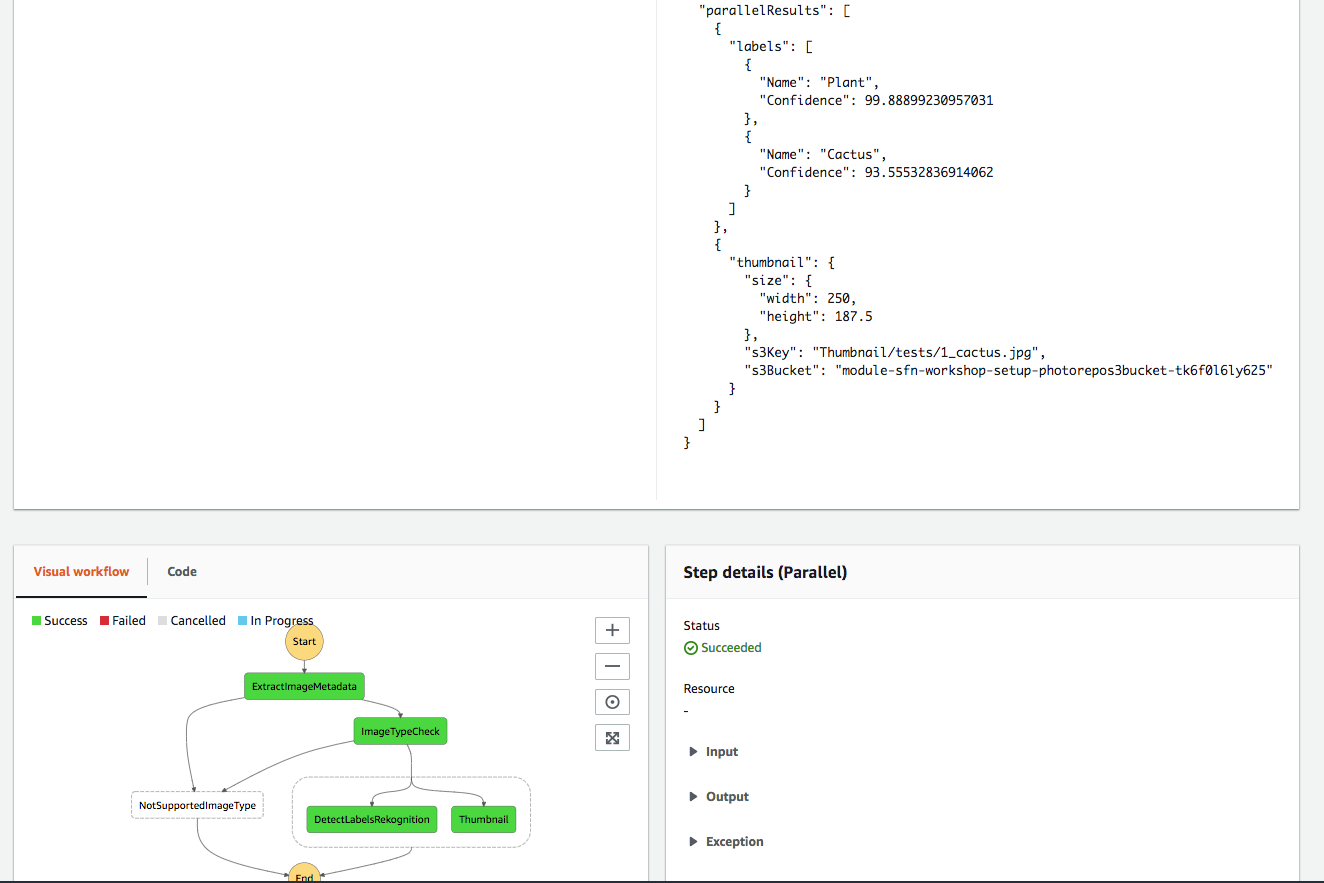 "parallelResults": [
{
"labels": [
{
"Name": "Plant",
"Confidence": 99.88899230957031
},
{
"Name": "Cactus",
"Confidence": 93.55532836914062
}
]
},
{
"thumbnail": {
"size": {
"width": 250,
"height": 187.5
},
"s3Key": "Thumbnail/tests/1_cactus.jpg",
"s3Bucket": "module-sfn-workshop-setup-photorepos3bucket-tk6f0l6ly625"
}
}
]
}
Visual workflow
Code
Success
Failed
Cancelled
In Progress
Start
ExtractImageMetadata
ImageTypeCheck
NotSupportedImageType
DetectLabelsRekognition
Thumbnail
End
Step details (Parallel)
Status
Succeeded
Resource
-
Input
Output
Exception